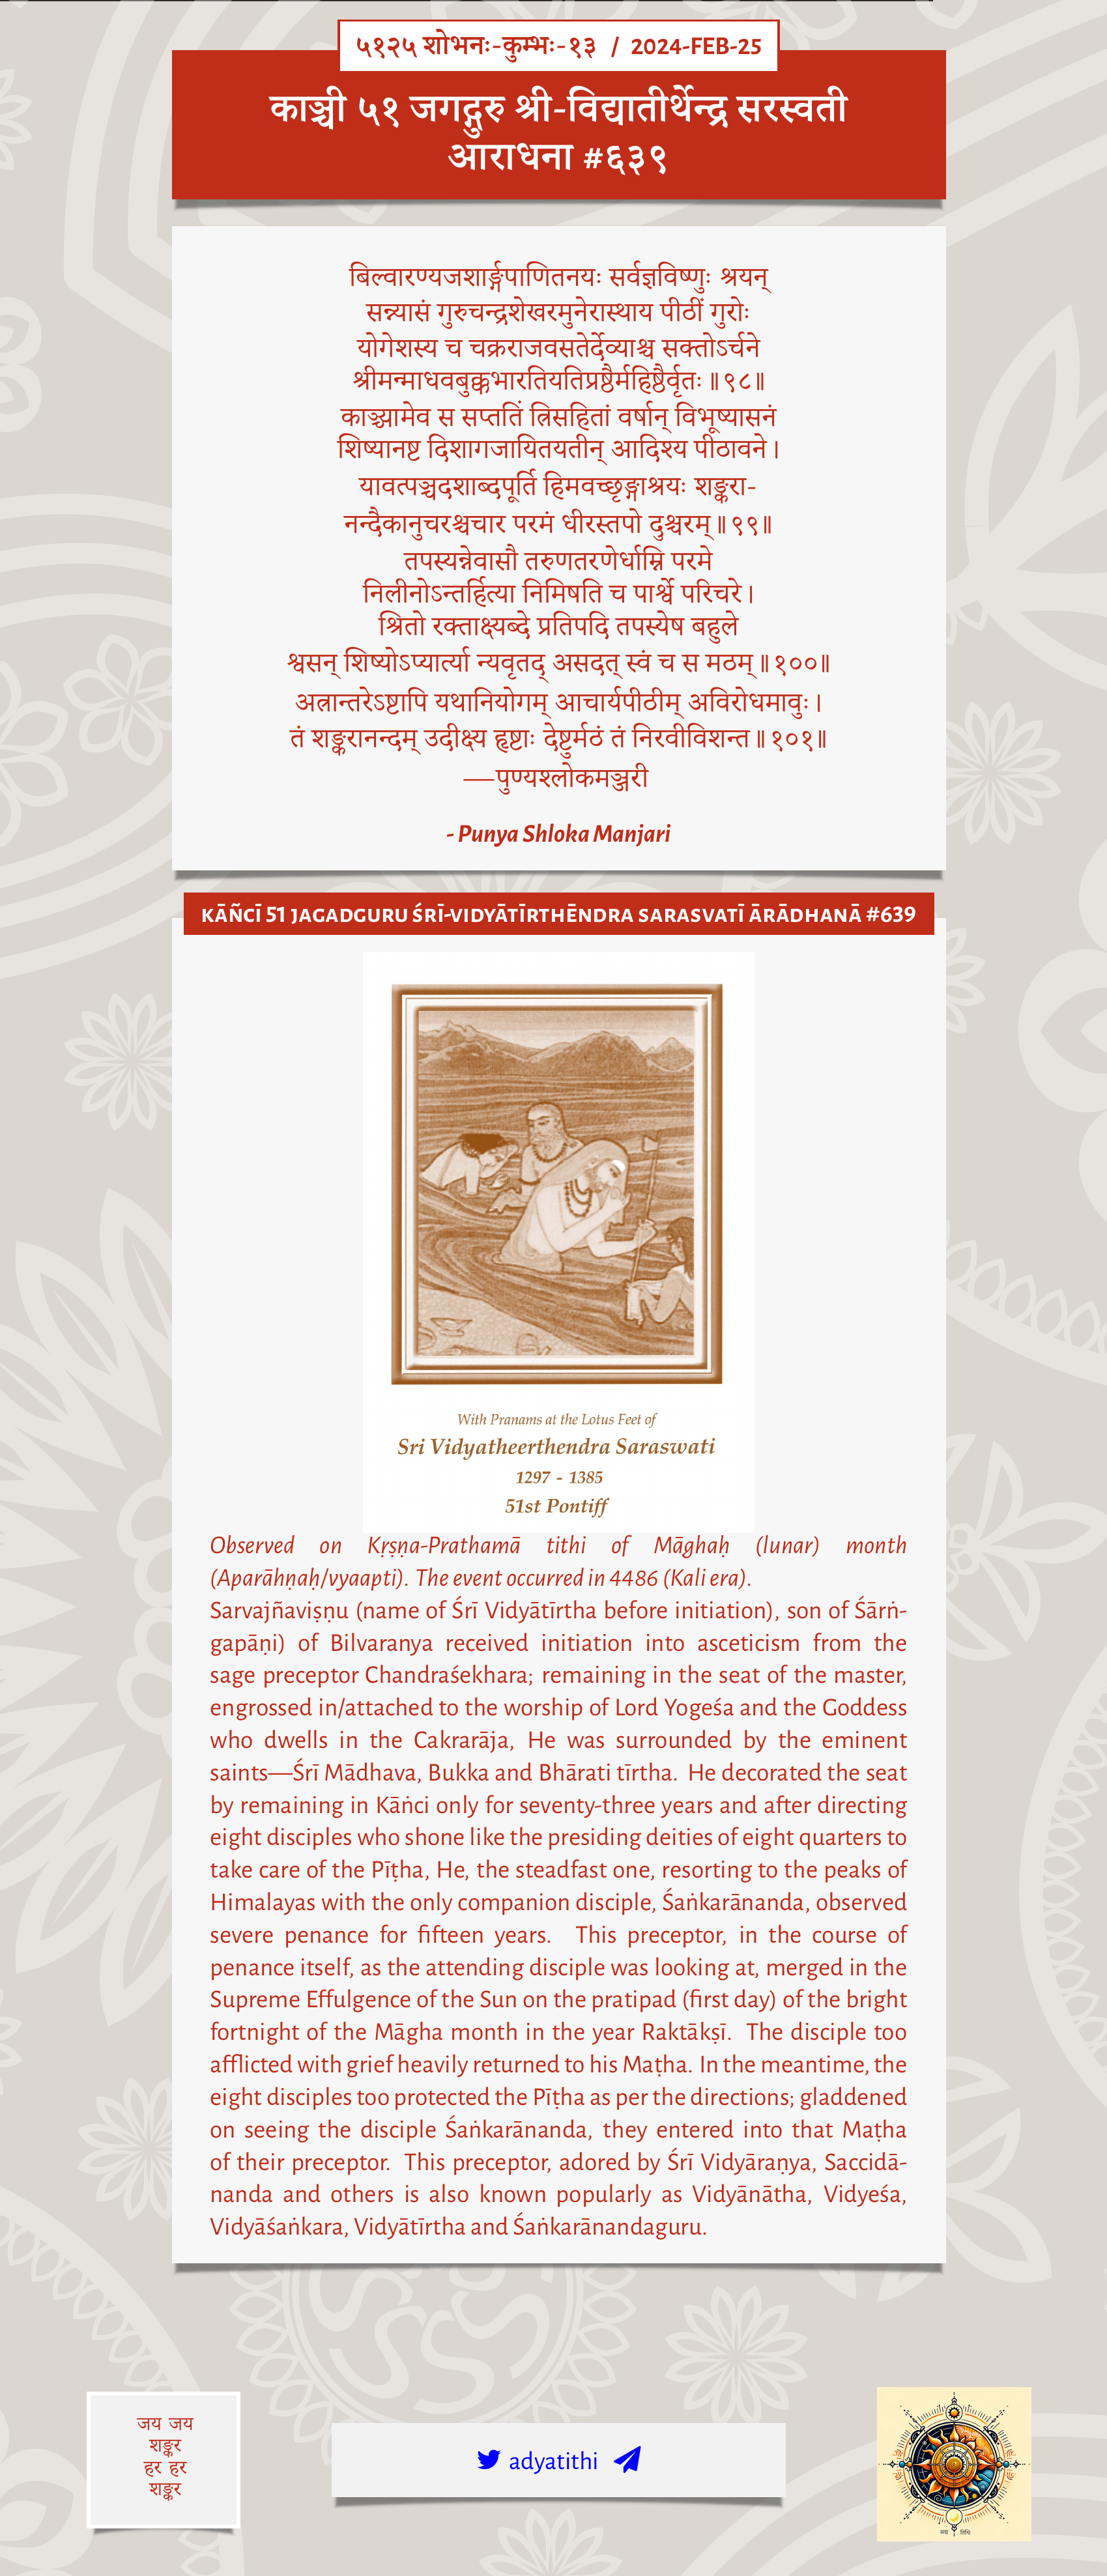 ५१२५ शोभनः-कुम्भः-१३ / 2024-FEB-25
काञ्ची ५१ जगद्गुरु श्री-विद्यातीर्थेन्द्र सरस्वती
आराधना #६३९
बिल्वारण्यजशार्ङ्गपाणितनयः सर्वज्ञविष्णुः श्रयन्
सन्न्यासं गुरुचन्द्रशेखरमुनेरास्थाय पीठीं गुरोः
योगेशस्य च चक्रराजवसतेर्देव्याश्च सक्तोऽर्चने
श्रीमन्माधवबुक्कभारतियतिप्रष्ठैर्महिष्ठैर्वृतः॥९८॥
काञ्च्यामेव स सप्ततिं त्रिसहितां वर्षान् विभूष्यासनं
शिष्यानष्ट दिशागजायितयतीन् आदिश्य पीठावने।
यावत्पञ्चदशाब्दपूर्ति हिमवच्छृङ्गाश्रयः शङ्करा-
नन्दैकानुचरश्चचार परमं धीरस्तपो दुश्चरम्॥९९॥
तपस्यन्नेवासौ तरुणतरणेर्धाम्नि परमे
निलीनोऽन्तर्हित्या निमिषति च पार्श्वे परिचरे।
श्रितो रक्ताक्ष्यब्दे प्रतिपदि तपस्येष बहुले
श्वसन् शिष्योऽप्यार्त्या न्यवृतद् असदत् स्वं च स मठम्॥१००॥
अत्रान्तरेऽष्टापि यथानियोगम् आचार्यपीठीम् अविरोधमावुः।
तं शङ्करानन्दम् उदीक्ष्य हृष्टाः देष्टुर्मठं तं निरवीविशन्त॥१०१॥
—पुण्यश्लोकमञ्जरी
- Punya Shloka Manjari
KĀÑCĪ 51 JAGADGURU ŚRĪ-VIDYĀTĪRTHĒNDRA SARASVATĪ ĀRĀDHANĀ #639
With Pranams at the Lotus Feet of
Sri Vidyatheerthendra Saraswati
1297 - 1385
51st Pontiff
Observed on Kṛṣṇa-Prathamā tithi of Māghaḥ (lunar) month
(Aparāhṇaḥ/vyaapti). The event occurred in 4486 (Kali era).
Sarvajñaviṣṇu (name of Śrī Vidyātīrtha before initiation), son of Śārṅ-
gapāṇi) of Bilvaranya received initiation into asceticism from the
sage preceptor Chandraśekhara; remaining in the seat of the master,
engrossed in/attached to the worship of Lord Yogeśa and the Goddess
who dwells in the Cakrarāja, He was surrounded by the eminent
saints—Śrī Mādhava, Bukka and Bhārati tīrtha. He decorated the seat
by remaining in Kāṅci only for seventy-three years and after directing
eight disciples who shone like the presiding deities of eight quarters to
take care of the Pīṭha, He, the steadfast one, resorting to the peaks of
Himalayas with the only companion disciple, Śaṅkarānanda, observed
severe penance for fifteen years. This preceptor, in the course of
penance itself, as the attending disciple was looking at, merged in the
Supreme Effulgence of the Sun on the pratipad (first day) of the bright
fortnight of the Māgha month in the year Raktākṣī. The disciple too
afflicted with grief heavily returned to his Maṭha. In the meantime, the
eight disciples too protected the Pīṭha as per the directions; gladdened
on seeing the disciple Śaṅkarānanda, they entered into that Maṭha
of their preceptor. This preceptor, adored by Śrī Vidyāraṇya, Saccidā-
nanda and others is also known popularly as Vidyānātha, Vidyeśa,
Vidyāśaṅkara, Vidyātīrtha and Śaṅkarānandaguru.
जय जय
शङ्कर
हर हर
शङ्कर
adyatithi